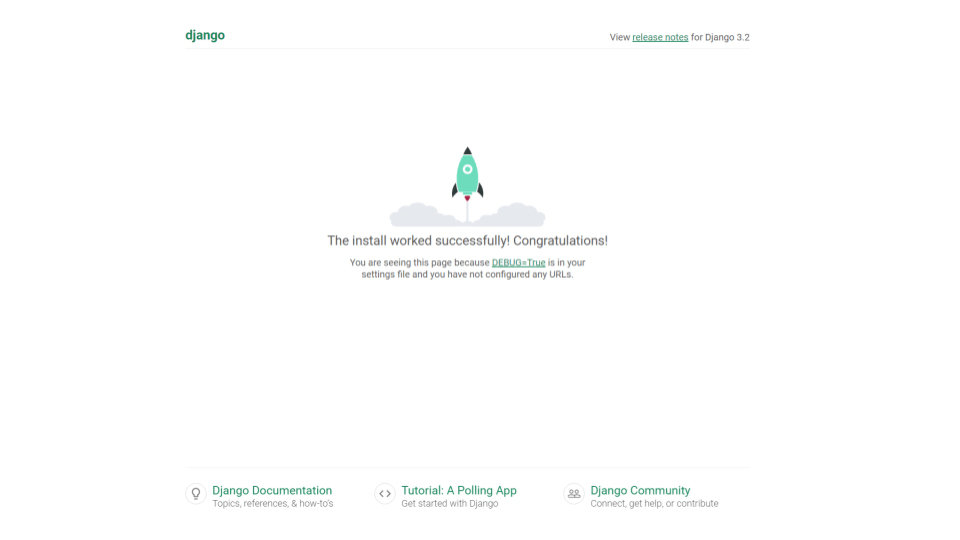 django
View release notes for Django 3.2
The install worked successfully! Congratulations!
You are seeing this page because DEBUG=True is in your
settings file and you have not configured any URLs.
Django Documentation
Topics, references, & how-to's
Tutorial: A Polling App
Get started with Django
Django Community
Connect, get help, or contribute